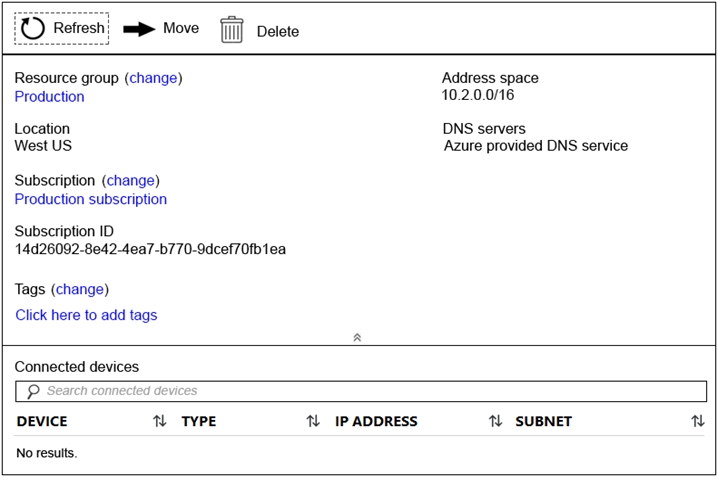 Refresh Move Delete
Resource group (change)
Production
Address space
10.2.0.0/16
Location
West US
DNS servers
Azure provided DNS service
Subscription (change)
Production subscription
Subscription ID
14d26092-8e42-4ea7-b770-9dcef70fb1ea
Tags (change)
Click here to add tags
Connected devices
Search connected devices
DEVICE TYPE IP ADDRESS SUBNET
No results.